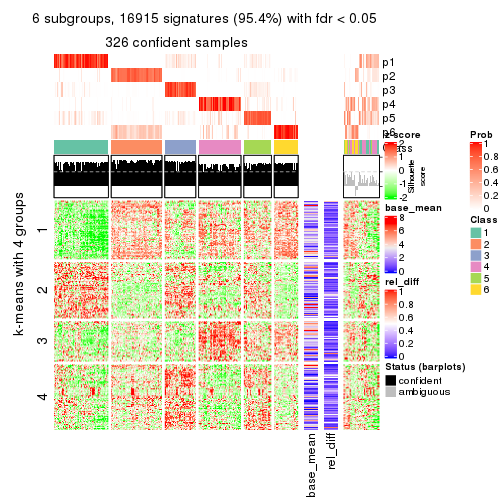 6 subgroups, 16915 signatures (95.4%) with fdr < 0.05
326 confident samples
p1
p2
p3
p4
p5
p6
Class
z-score
2
1
0
-1
-2
Silhouette
score
Prob
1
0.8
0.6
0.4
0.2
0
base_mean
8
6
4
2
0
Class
1
2
3
4
5
6
rel_diff
1
0.8
0.6
0.4
0.2
0
Status (barplots)
confident
ambiguous
k-means with 4 groups
1
2
3
4
base_mean
rel_diff